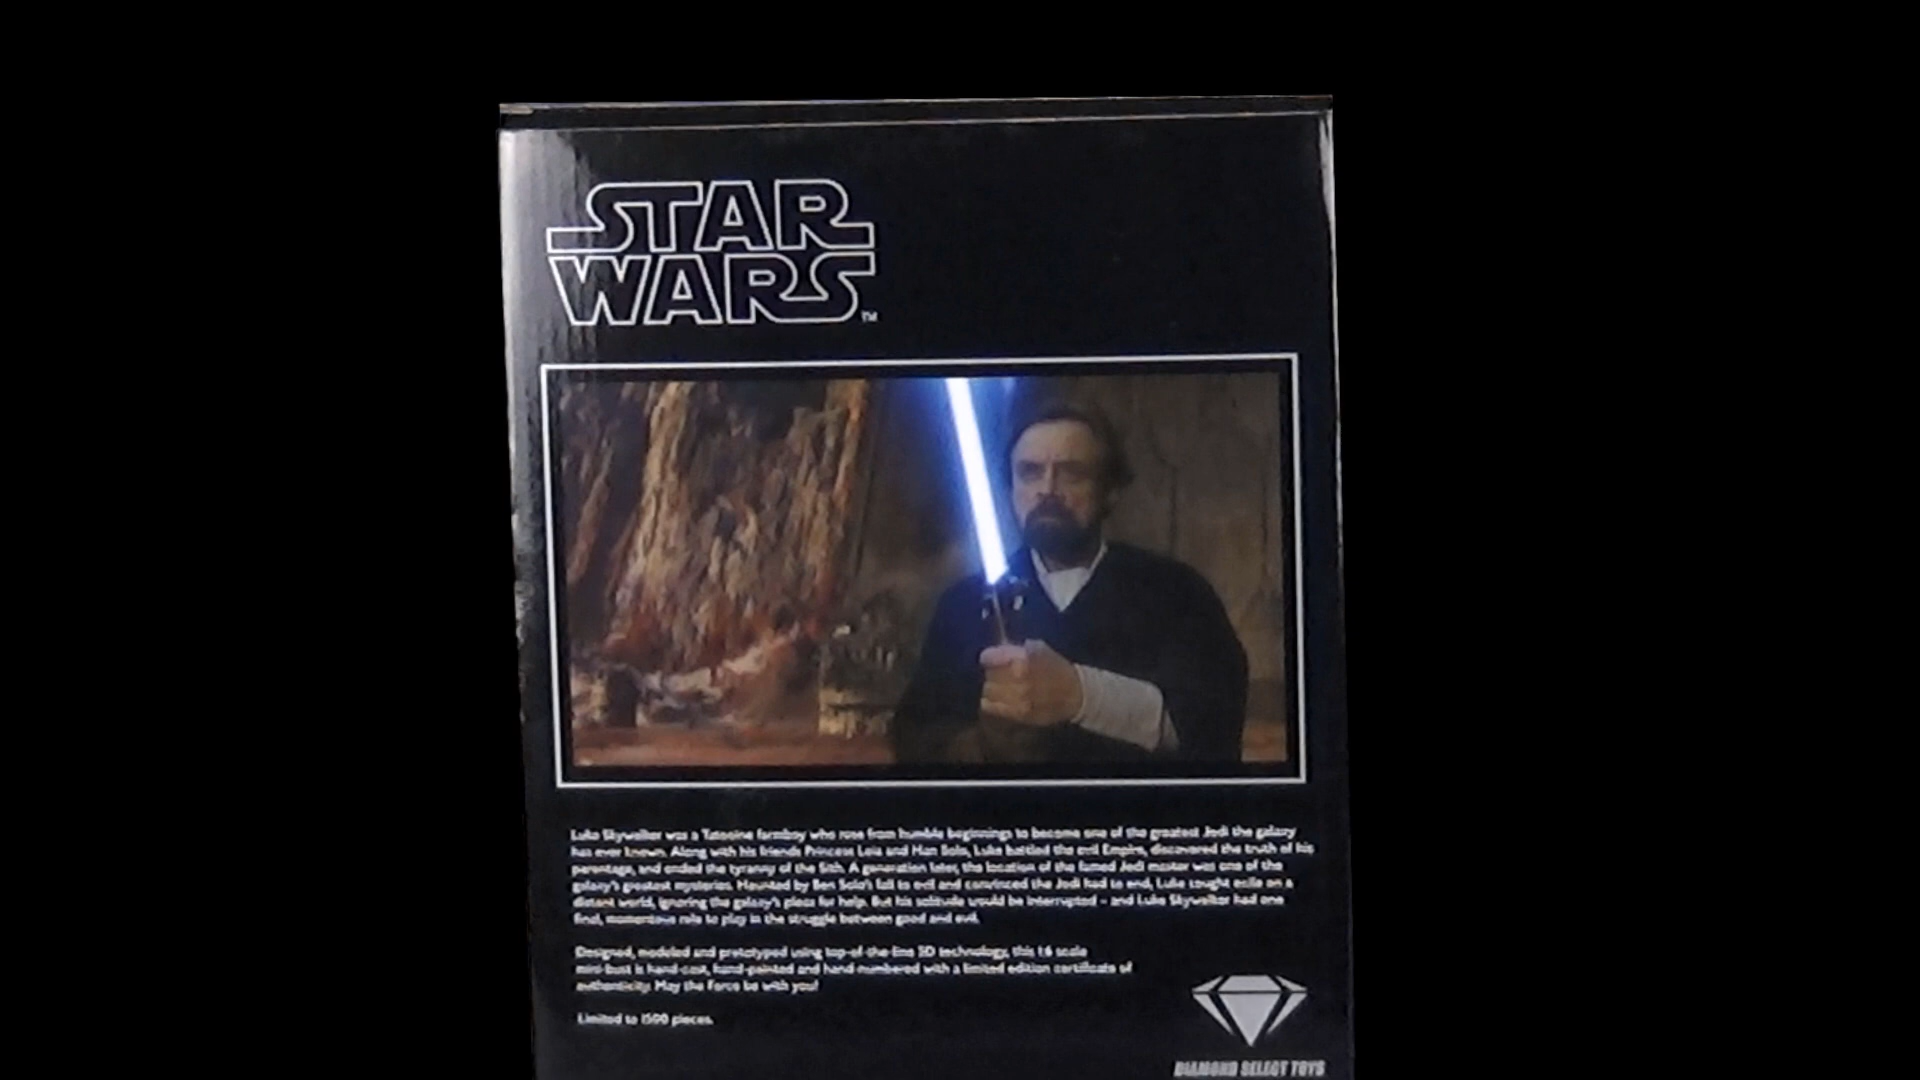 STAR
WARS
TM
Luke Skywalker was a Tatooine farmboy who rose from humble beginnings to become one of the greatest Jedi the galaxy
has ever known. Along with his friends Princess Leia and Han Solo, Luke battled the evil Empire, discovered the truth of his
parentage, and ended the tyranny of the Sith. A generation later, the location of the famed Jedi master was one of the
galaxy's greatest mysteries. Haunted by Ben Solo's fall to evil and convinced the Jedi had to end, Luke sought exile on a
distant world, ignoring the galaxy's pleas for help. But his solitude would be interrupted – and Luke Skywalker had one
final, momentous role to play in the struggle between good and evil.
Designed, modeled and prototyped using top-of-the-line 3D technology, this 1:6 scale
mini-bust is hand-cast, hand-painted and hand-numbered with a limited edition certificate of
authenticity. May the Force be with you!
Limited to 1500 pieces.
DIAMOND SELECT TOYS